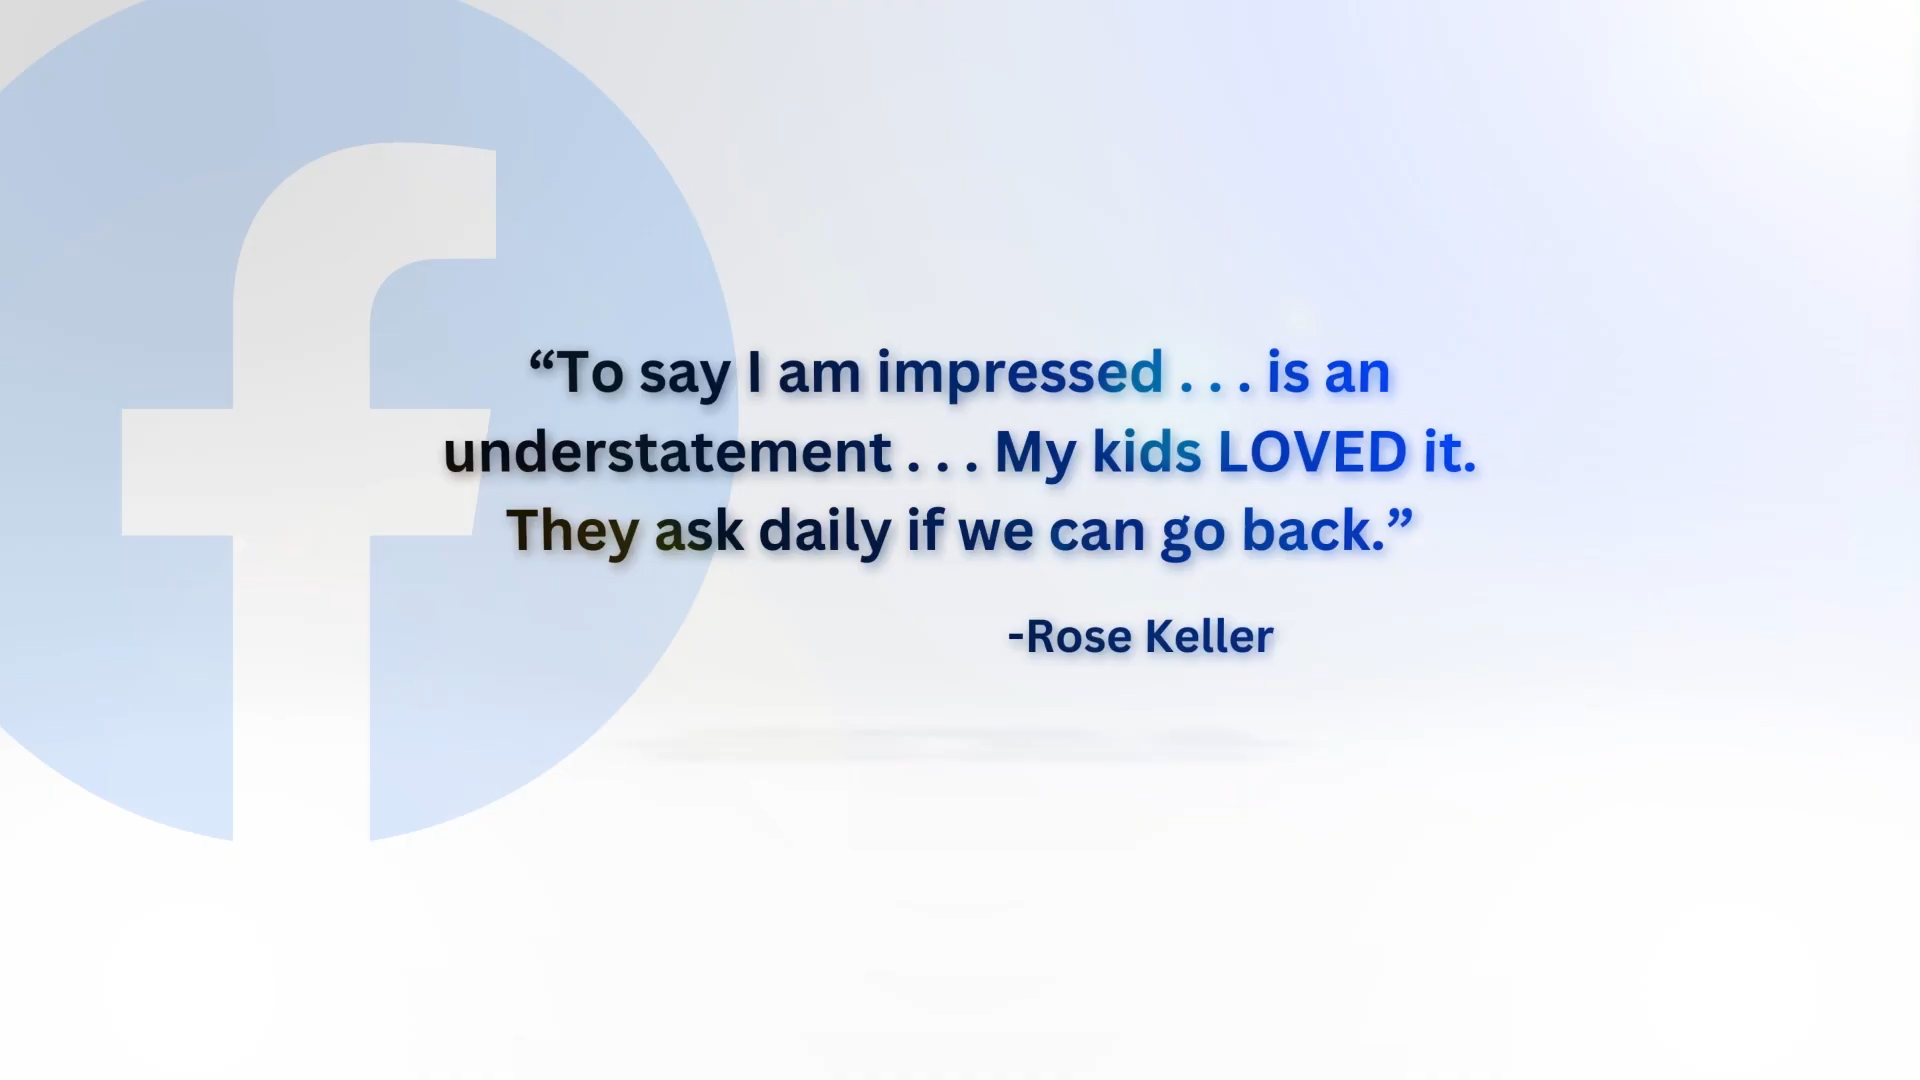 “To say I am impressed . . . is an
understatement . . . My kids LOVED it.
They ask daily if we can go back.”
-Rose Keller